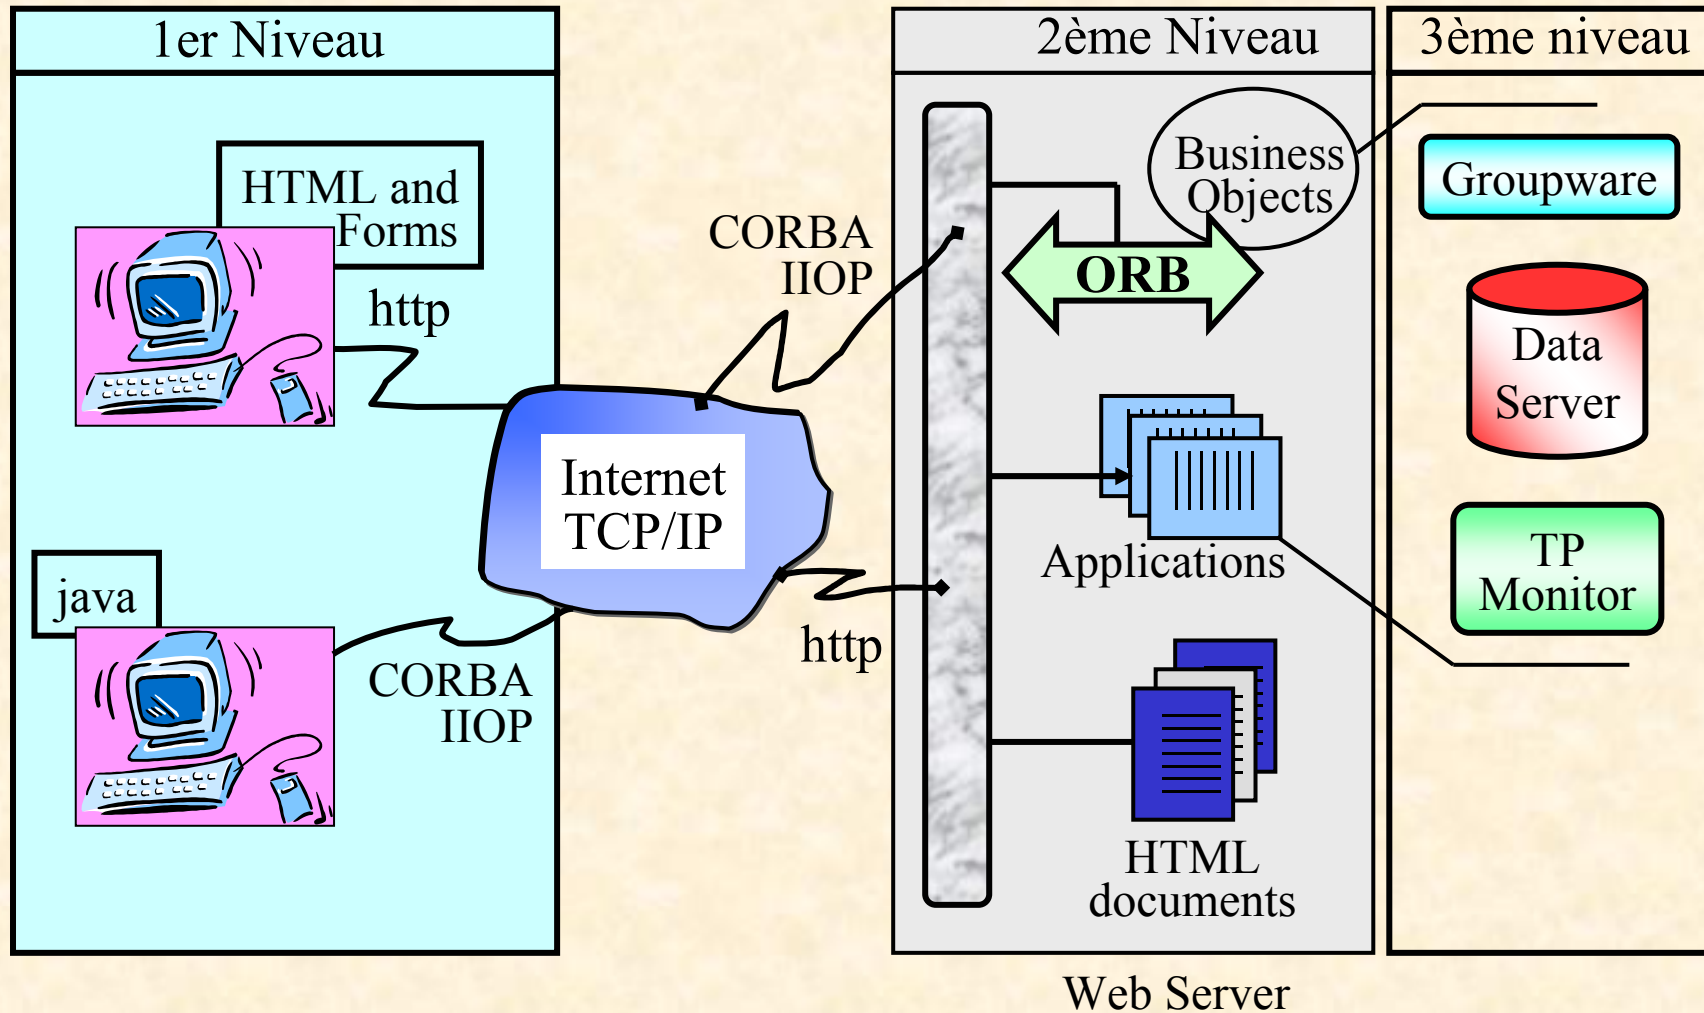 1er Niveau
2ème Niveau
3ème niveau
HTML and
Forms
http
java
CORBA
IIOP
Internet
TCP/IP
CORBA
IIOP
http
Business
Objects
ORB
Applications
HTML
documents
Web Server
Groupware
Data
Server
TP
Monitor